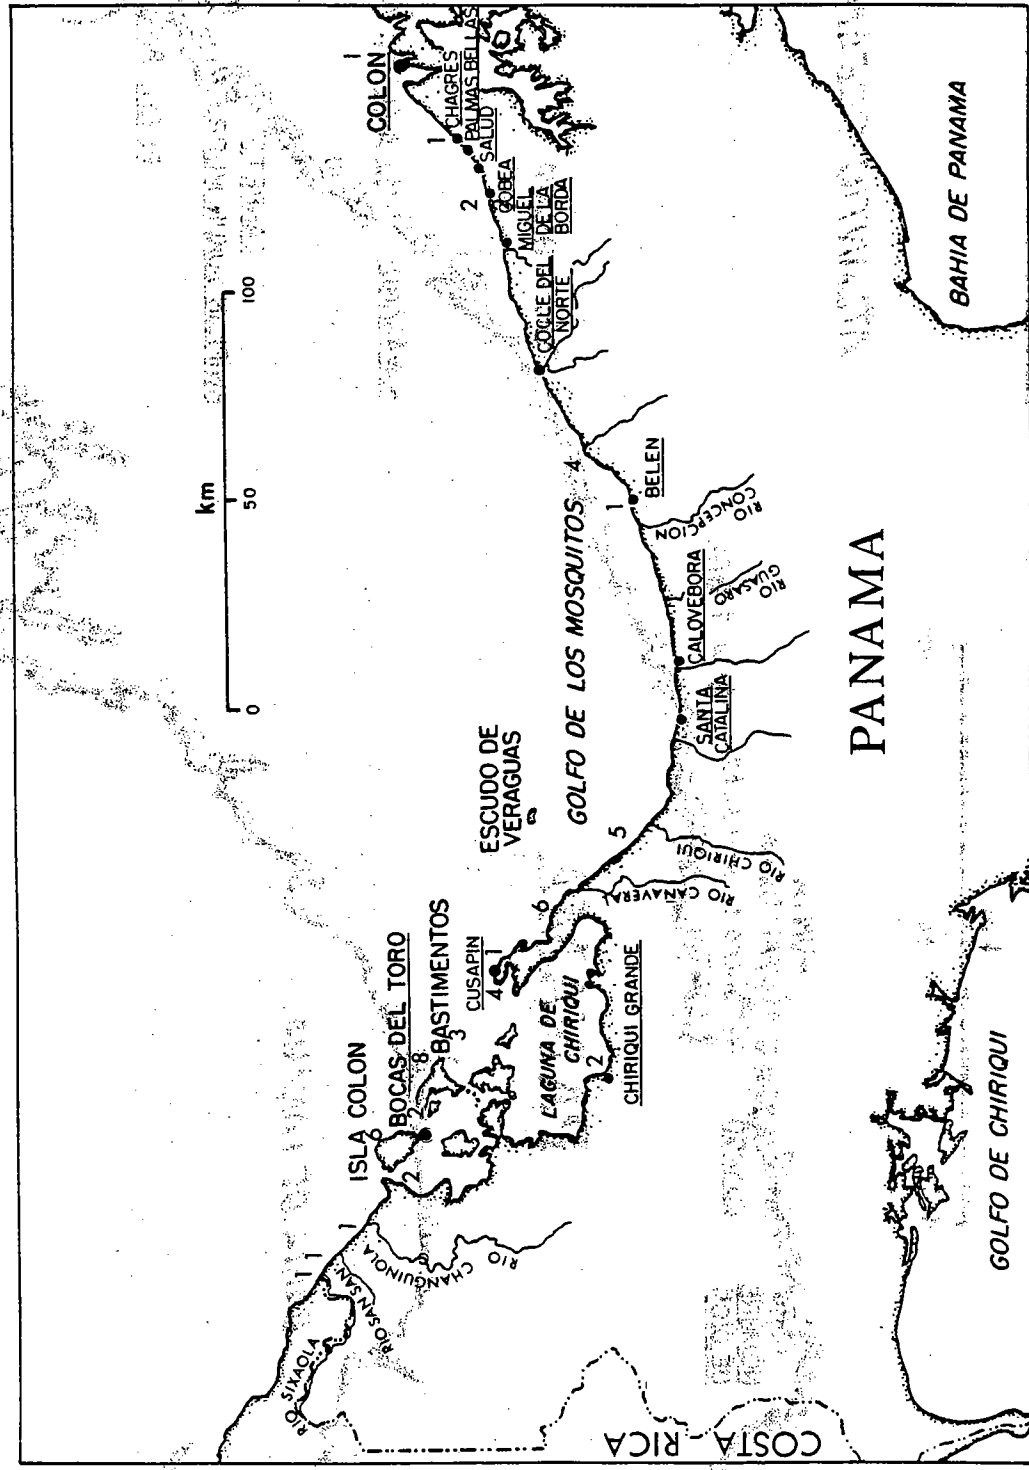 COLON
1
1
CHAGRES
PALMAS BELLAS
SALUD
2
GOBEA
MIGUEL
DE LA
BORDA
COCLE DEL
NORTE
km
0
50
100
4
1
BELEN
RIO
CONCEPCION
RIO
GUASARO
CALOVEBORA
SANTA
CATALINA
GOLFO DE LOS MOSQUITOS
ESCUDO DE
VERAGUAS
5
RIO CHIRIQUI
RIO CAÑAVERAL
6
1
4
CUSAPIN
LAGUNA DE
CHIRIQUI
2
CHIRIQUI GRANDE
ISLA COLON
6
BOCAS DEL TORO
2
8
BASTIMENTOS
3
2
1
1
1
RIO
CHANGUINOLA
RIO SAN SAN
RIO SIXAOLA
COSTA RICA
PANAMA
BAHIA DE PANAMA
GOLFO DE CHIRIQUI